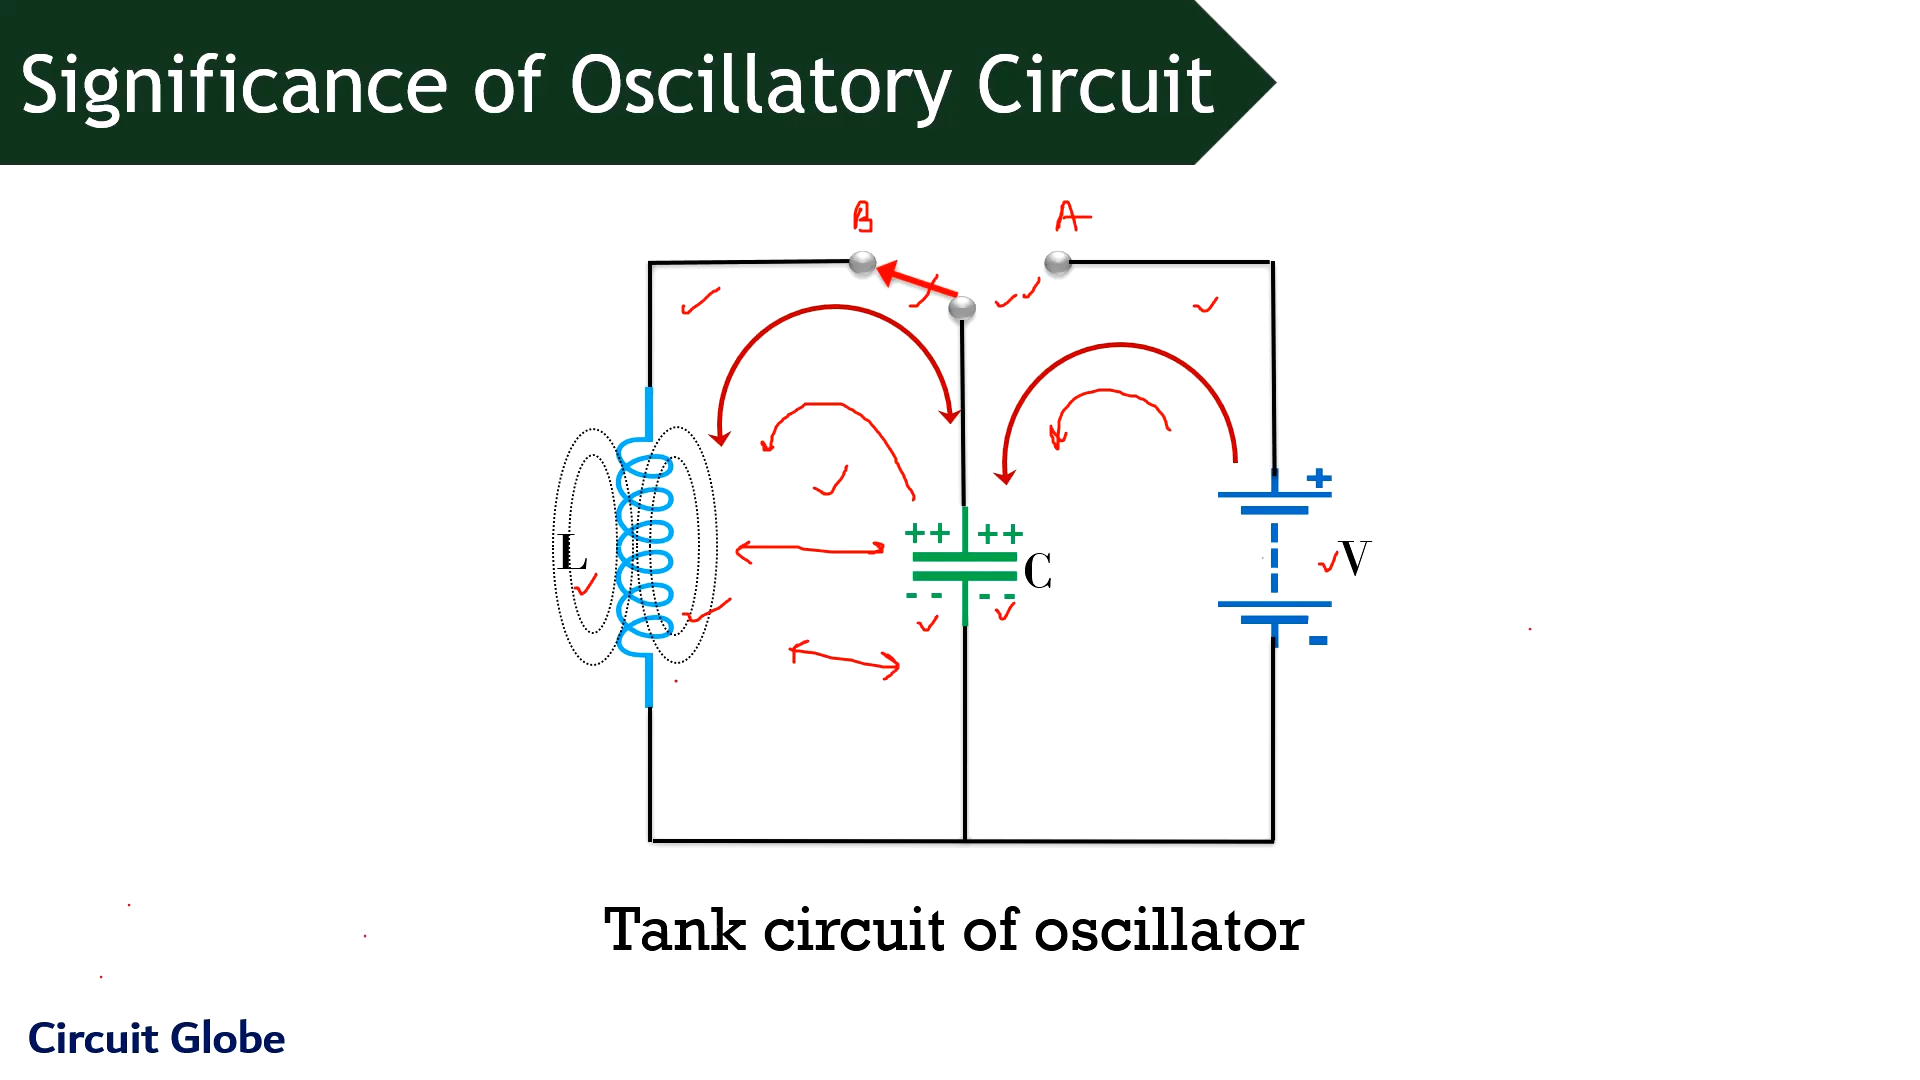 Significance of Oscillatory Circuit
B A
+
++ ++
L C V
-- --
-
Tank circuit of oscillator
Circuit Globe